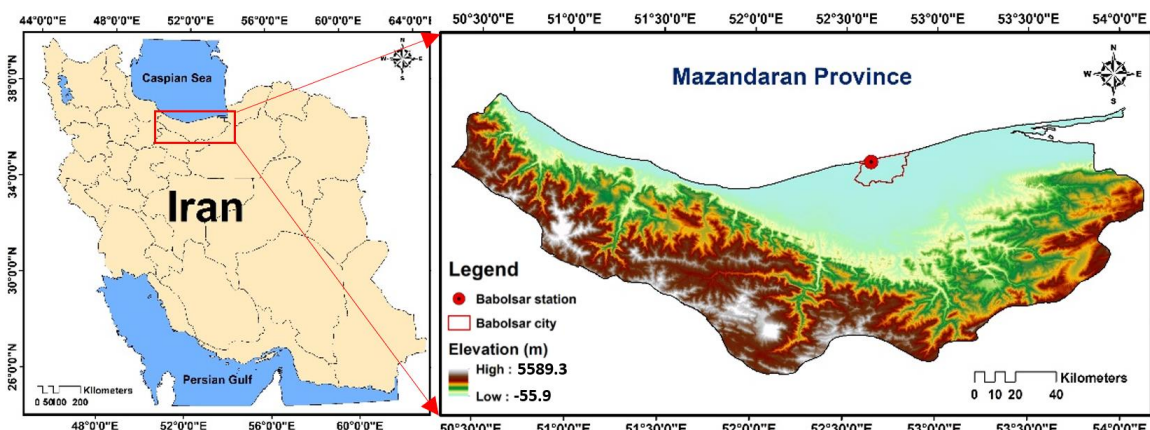 44°0'0"E 48°0'0"E 52°0'0"E 56°0'0"E 60°0'0"E 64°0'0"E
38°0'0"N
34°0'0"N
30°0'0"N
26°0'0"N
N
W E
S
Caspian Sea
Iran
Persian Gulf
Kilometers
0 50100 200
48°0'0"E 52°0'0"E 56°0'0"E 60°0'0"E
50°30'0"E 51°0'0"E 51°30'0"E 52°0'0"E 52°30'0"E 53°0'0"E 53°30'0"E 54°0'0"E
Mazandaran Province
N
W E
S
Legend
Babolsar station
Babolsar city
Elevation (m)
High : 5589.3
Low : -55.9
Kilometers
0 10 20 40
50°30'0"E 51°0'0"E 51°30'0"E 52°0'0"E 52°30'0"E 53°0'0"E 53°30'0"E 54°0'0"E